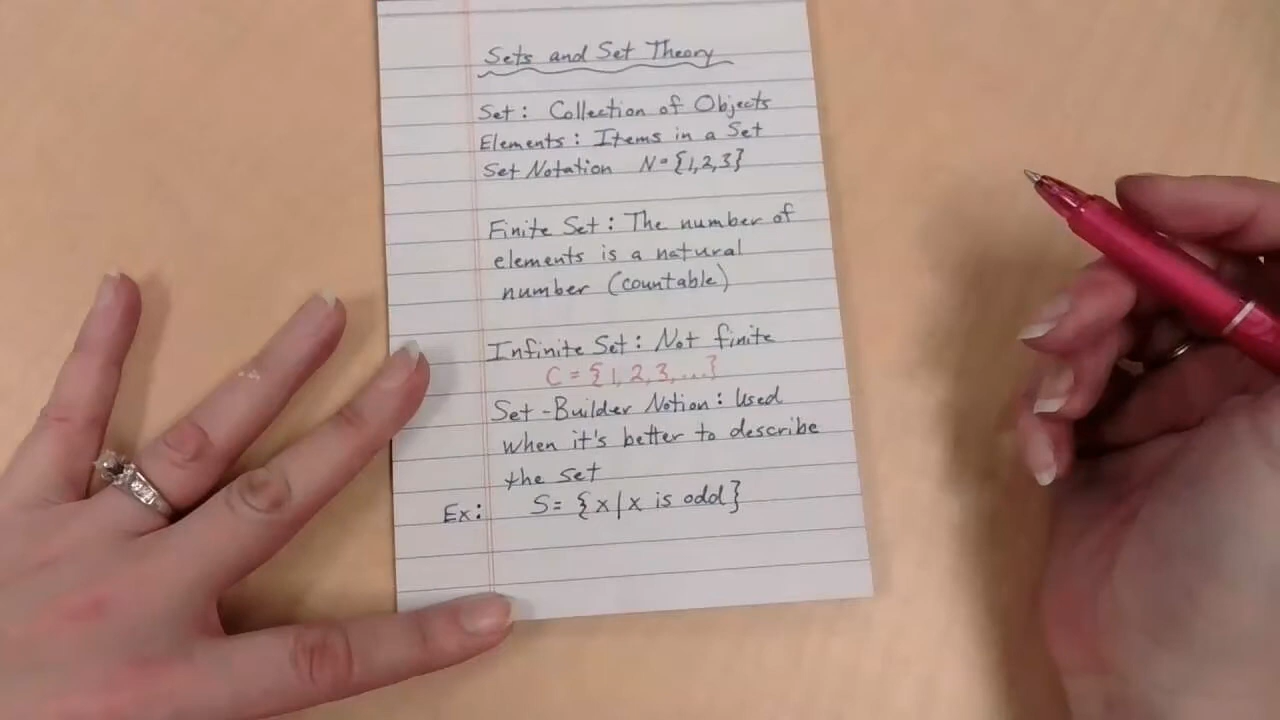 Sets and Set Theory
Set: Collection of Objects
Elements: Items in a Set
Set Notation N={1,2,3}
Finite Set: The number of
elements is a natural
number (countable)
Infinite Set: Not finite
C = {1, 2, 3, ...}
Set-Builder Notion: Used
when it's better to describe
the set
Ex: S= {x|x is odd}